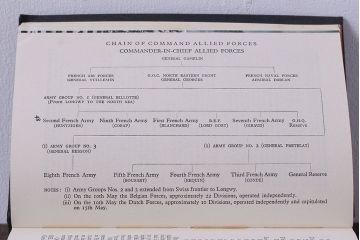 CHAIN OF COMMAND ALLIED FORCES
COMMANDER-IN-CHIEF ALLIED FORCES
GENERAL GAMELIN
FRENCH AIR FORCES G.O.C. NORTH EASTERN FRONT FRENCH NAVAL FORCES
GENERAL VUILLEMIN GENERAL GEORGES ADMIRAL DARLAN
ARMY GROUP NO. 1 (GENERAL BILLOTTE)
(FROM LONGWY TO THE NORTH SEA)
Second French Army Ninth French Army First French Army B.E.F. Seventh French Army G.H.Q.
(HUNTZIGER) (CORAP) (BLANCHARD) (LORD GORT) (GIRAUD) Reserve
(i) ARMY GROUP NO. 3 (i) ARMY GROUP NO. 2 (GENERAL PRETELAT)
(GENERAL BESSON)
Eighth French Army Fifth French Army Fourth French Army Third French Army General Reserve
(BOURRET) (REQUIN) (CONDE)
NOTES: (i) Army Groups Nos. 2 and 3 extended from Swiss frontier to Longwy.
(ii) On the 10th May the Belgian Forces, approximately 22 Divisions, operated independently.
(iii) On the 10th May the Dutch Forces, approximately 10 Divisions, operated independently and capitulated
on 15th May.